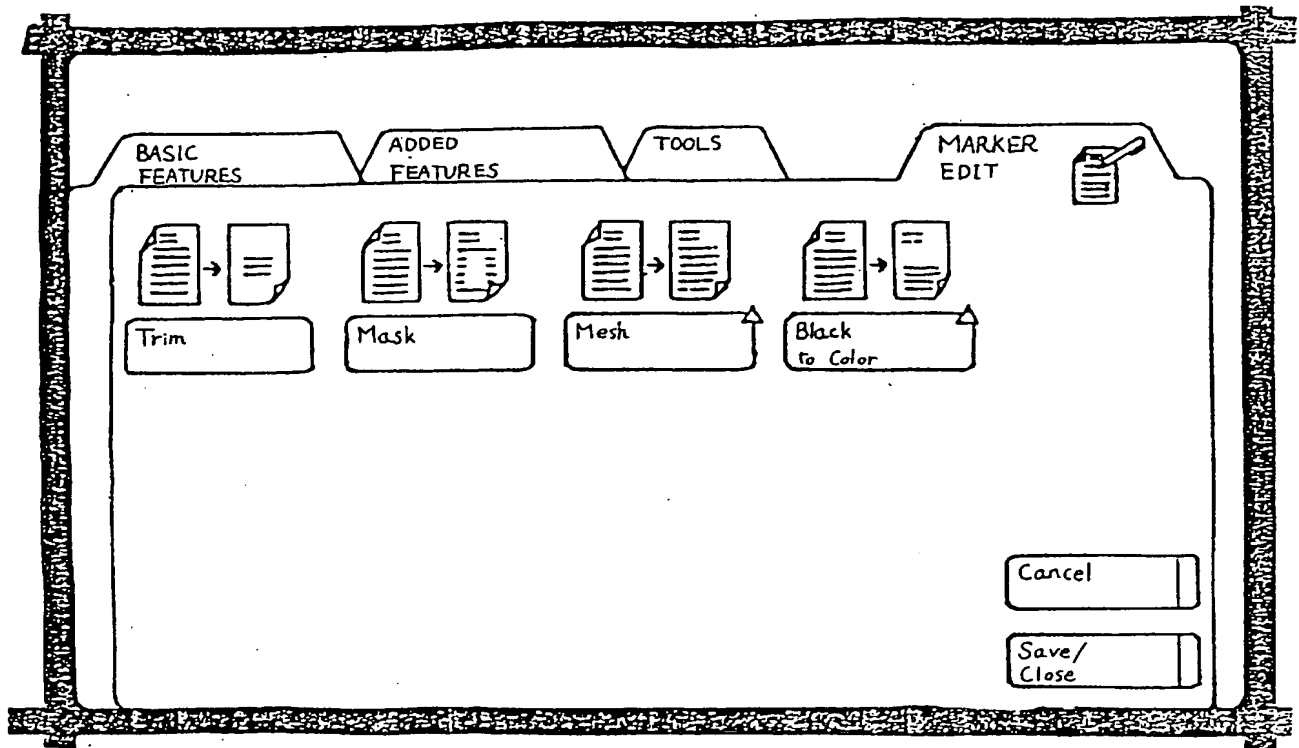 BASIC
FEATURES
ADDED
FEATURES
TOOLS
MARKER
EDIT
Trim
Mask
Mesh
Black
to Color
Cancel
Save/
Close